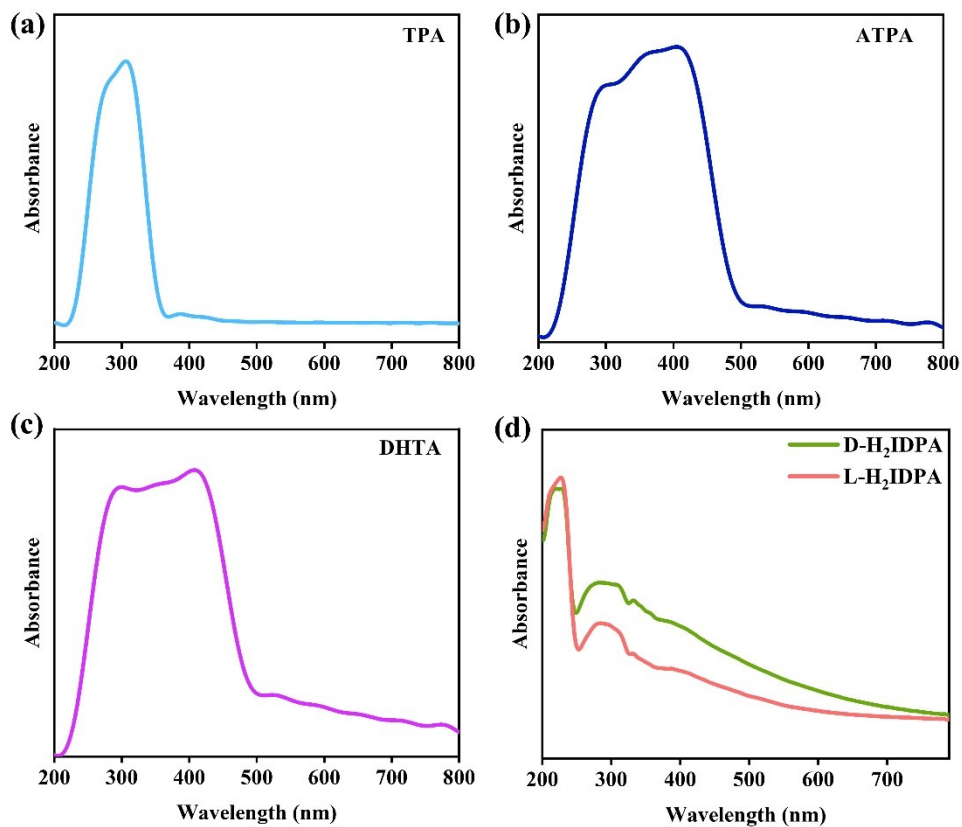 (a)
TPA
Absorbance
200 300 400 500 600 700 800
Wavelength (nm)
(b)
ATPA
Absorbance
200 300 400 500 600 700 800
Wavelength (nm)
(c)
DHTA
Absorbance
200 300 400 500 600 700 800
Wavelength (nm)
(d)
D-H₂IDPA
L-H₂IDPA
Absorbance
200 300 400 500 600 700
Wavelength (nm)